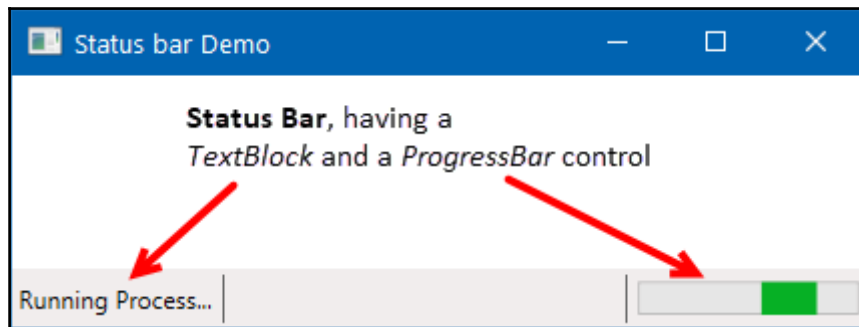 Status bar Demo
Status Bar, having a
TextBlock and a ProgressBar control
Running Process...